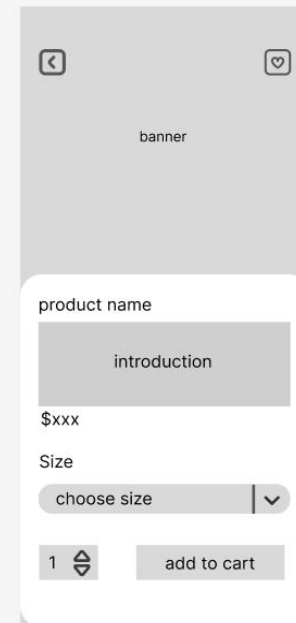 banner
product name
introduction
$xxx
Size
choose size
1
add to cart